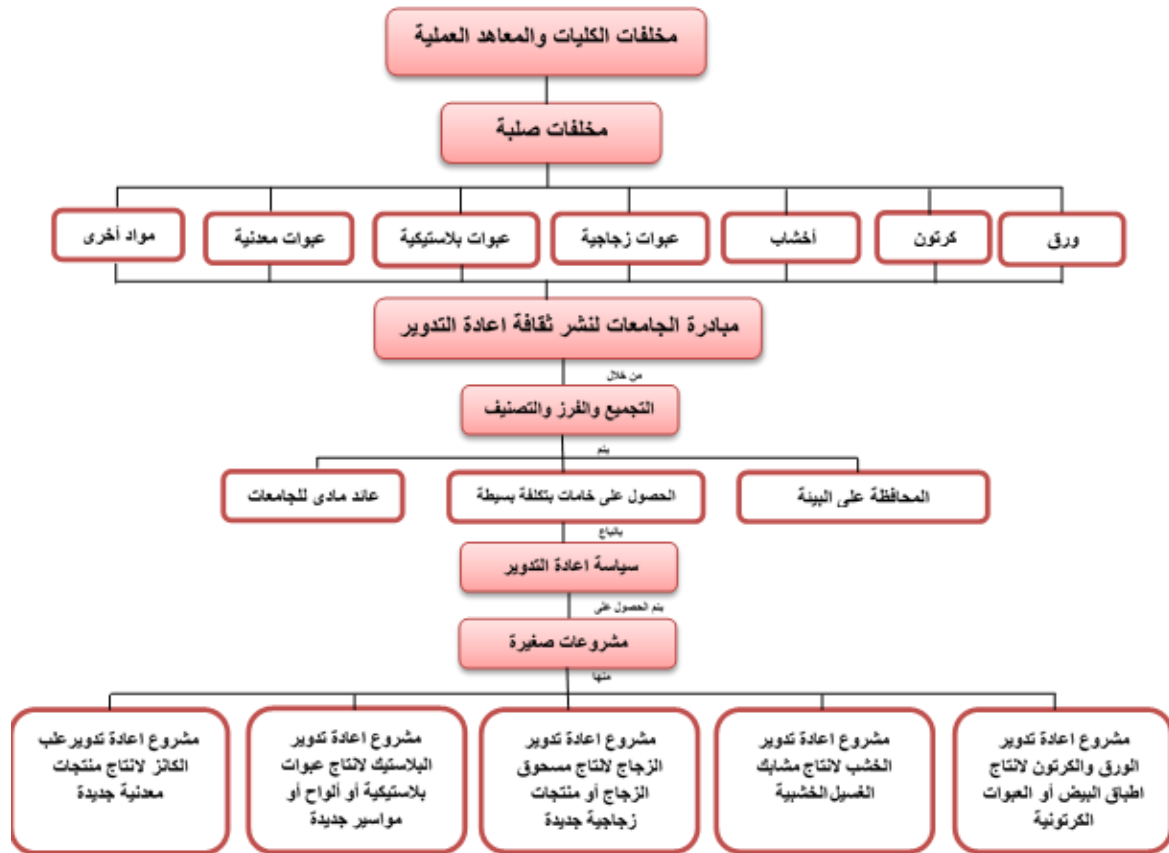 مخلفات الكليات والمعاهد العملية
مخلفات صلبة
ورق
كرتون
أخشاب
عبوات زجاجية
عبوات بلاستيكية
عبوات معدنية
مواد أخرى
مبادرة الجامعات لنشر ثقافة اعادة التدوير
من خلال
التجميع والفرز والتصنيف
يتم
المحافظة على البيئة
الحصول على خامات بتكلفة بسيطة
عائد مادى للجامعات
باتباع
سياسة اعادة التدوير
يتم الحصول على
مشروعات صغيرة
منها
مشروع اعادة تدوير
الورق والكرتون لانتاج
اطباق البيض أو العبوات
الكرتونية
مشروع اعادة تدوير
الخشب لانتاج مشابك
الغسيل الخشبية
مشروع اعادة تدوير
الزجاج لانتاج مسحوق
الزجاج أو منتجات
زجاجية جديدة
مشروع اعادة تدوير
البلاستيك لانتاج عبوات
بلاستيكية أو ألواح أو
مواسير جديدة
مشروع اعادة تدوير علب
الكانز لانتاج منتجات
معدنية جديدة